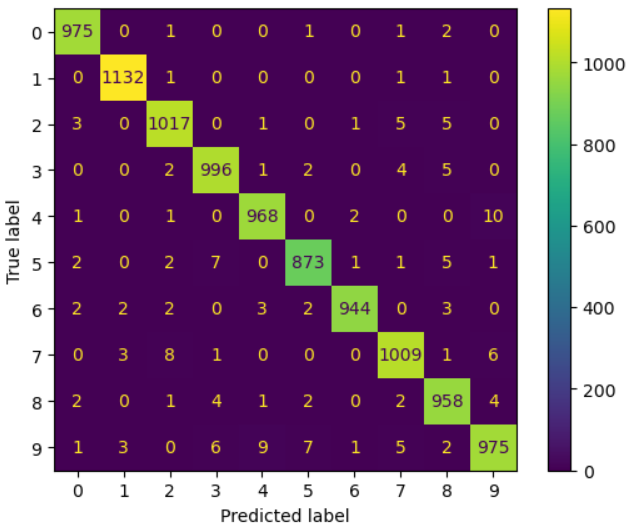 0 975 0 1 0 0 1 0 1 2 0
1 0 1132 1 0 0 0 0 1 1 0
2 3 0 1017 0 1 0 1 5 5 0
3 0 0 2 996 1 2 0 4 5 0
4 1 0 1 0 968 0 2 0 0 10
5 2 0 2 7 0 873 1 1 5 1
6 2 2 2 0 3 2 944 0 3 0
7 0 3 8 1 0 0 0 1009 1 6
8 2 0 1 4 1 2 0 2 958 4
9 1 3 0 6 9 7 1 5 2 975
0 1 2 3 4 5 6 7 8 9
True label
Predicted label
1000
800
600
400
200
0